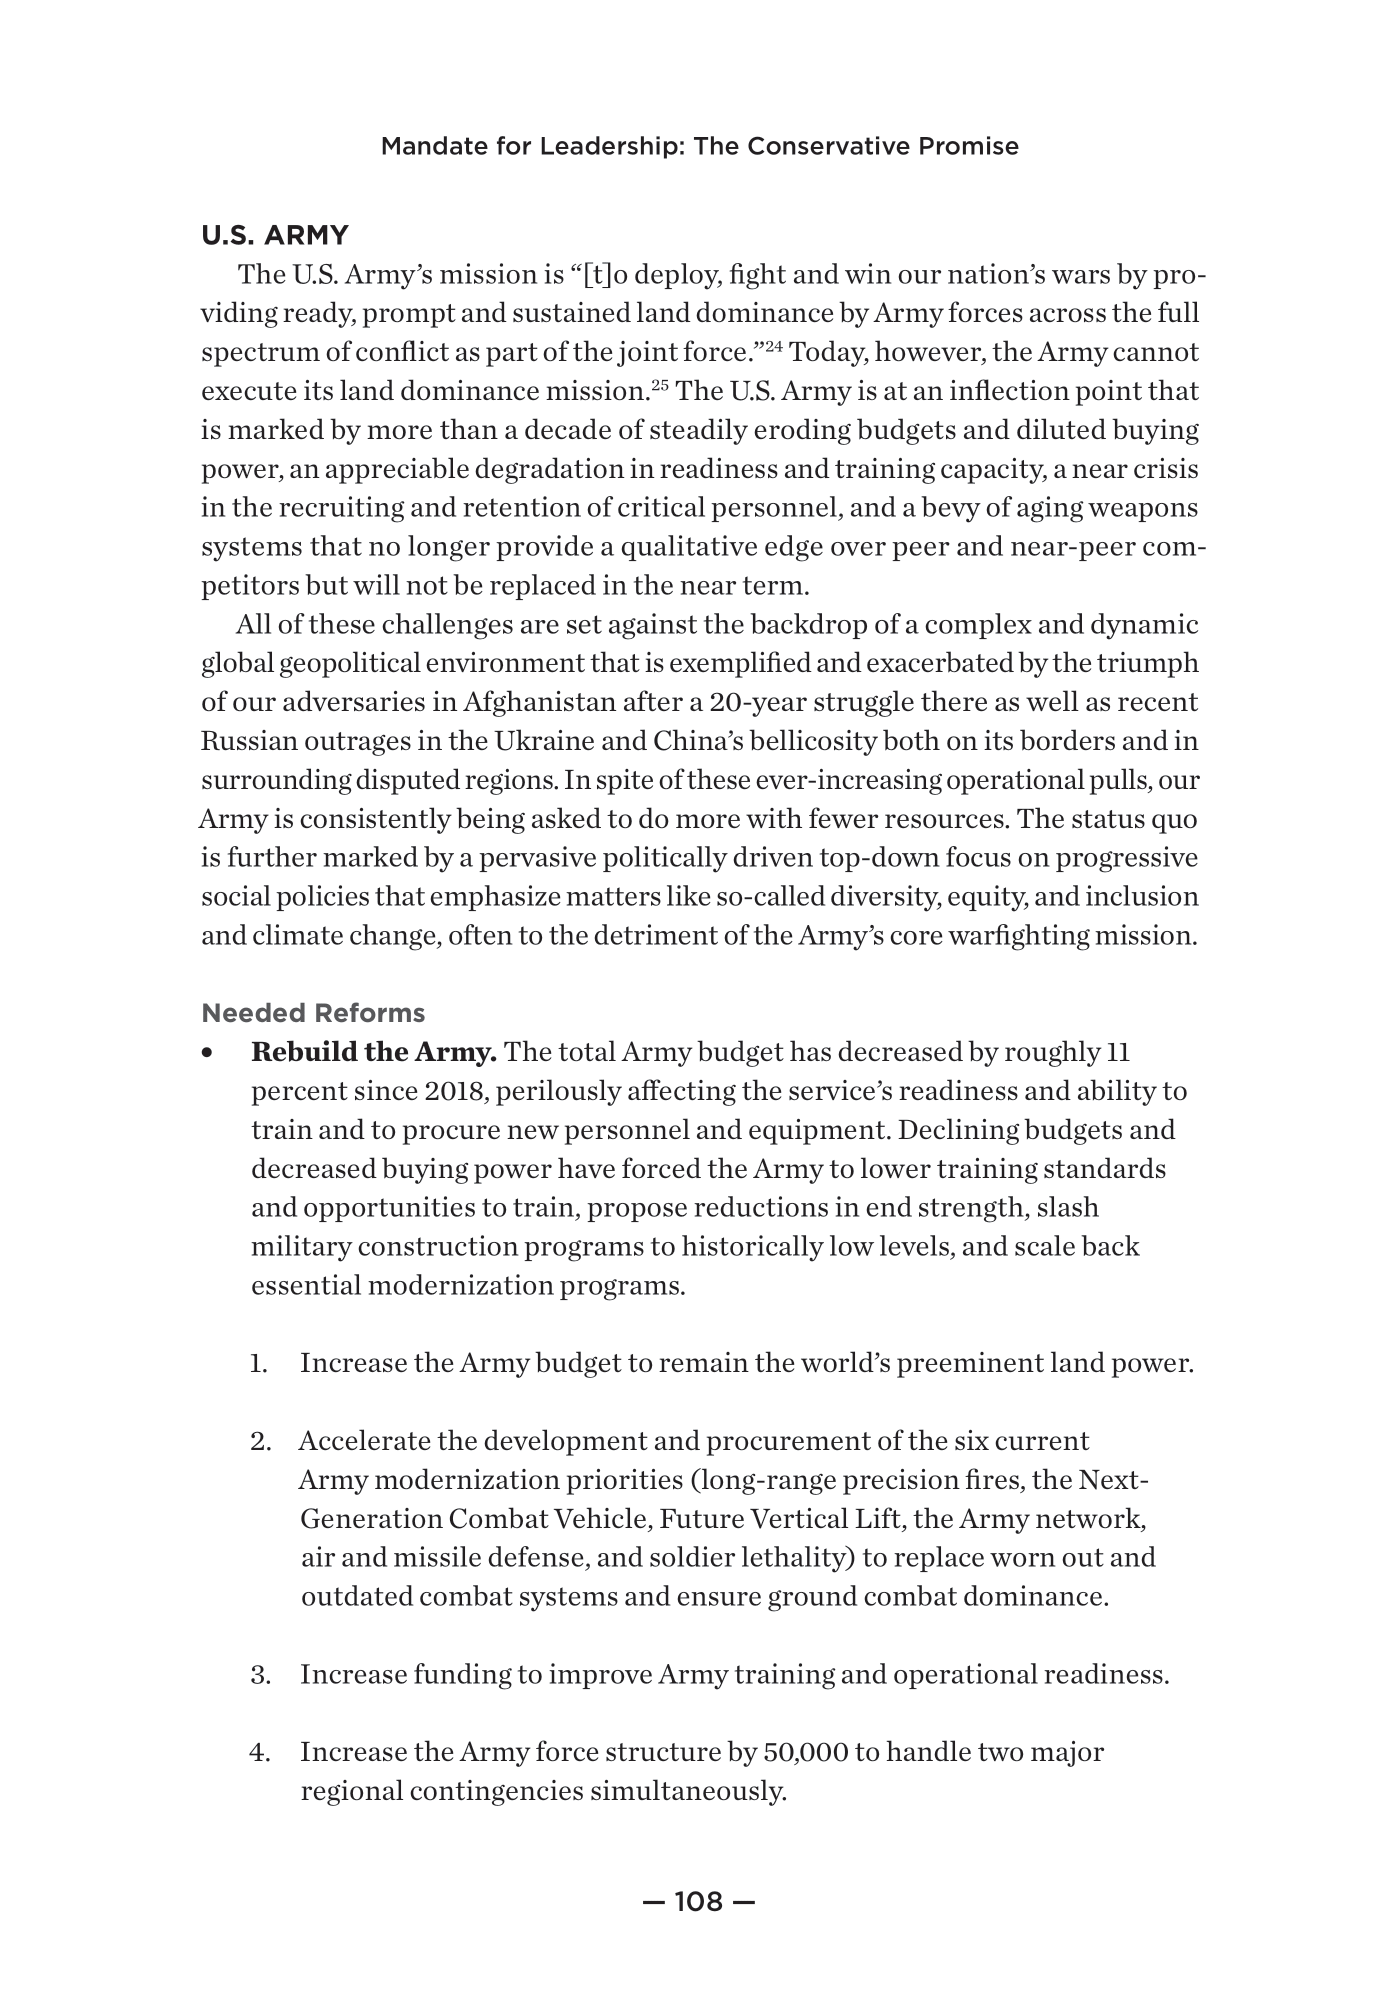 Mandate for Leadership: The Conservative Promise
U.S. ARMY
The U.S. Army’s mission is “[t]o deploy, fight and win our nation’s wars by pro-
viding ready, prompt and sustained land dominance by Army forces across the full
spectrum of conflict as part of the joint force.”24 Today, however, the Army cannot
execute its land dominance mission.25 The U.S. Army is at an inflection point that
is marked by more than a decade of steadily eroding budgets and diluted buying
power, an appreciable degradation in readiness and training capacity, a near crisis
in the recruiting and retention of critical personnel, and a bevy of aging weapons
systems that no longer provide a qualitative edge over peer and near-peer com-
petitors but will not be replaced in the near term.
All of these challenges are set against the backdrop of a complex and dynamic
global geopolitical environment that is exemplified and exacerbated by the triumph
of our adversaries in Afghanistan after a 20-year struggle there as well as recent
Russian outrages in the Ukraine and China’s bellicosity both on its borders and in
surrounding disputed regions. In spite of these ever-increasing operational pulls, our
Army is consistently being asked to do more with fewer resources. The status quo
is further marked by a pervasive politically driven top-down focus on progressive
social policies that emphasize matters like so-called diversity, equity, and inclusion
and climate change, often to the detriment of the Army’s core warfighting mission.
Needed Reforms
• Rebuild the Army. The total Army budget has decreased by roughly 11
percent since 2018, perilously affecting the service’s readiness and ability to
train and to procure new personnel and equipment. Declining budgets and
decreased buying power have forced the Army to lower training standards
and opportunities to train, propose reductions in end strength, slash
military construction programs to historically low levels, and scale back
essential modernization programs.
1. Increase the Army budget to remain the world’s preeminent land power.
2. Accelerate the development and procurement of the six current
Army modernization priorities (long-range precision fires, the Next-
Generation Combat Vehicle, Future Vertical Lift, the Army network,
air and missile defense, and soldier lethality) to replace worn out and
outdated combat systems and ensure ground combat dominance.
3. Increase funding to improve Army training and operational readiness.
4. Increase the Army force structure by 50,000 to handle two major
regional contingencies simultaneously.
— 108 —